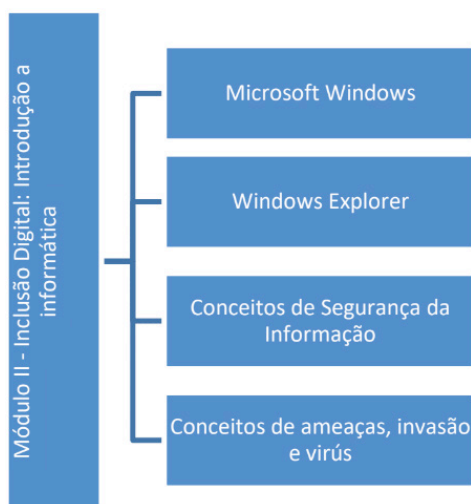 Módulo II - Inclusão Digital: Introdução a
informática
Microsoft Windows
Windows Explorer
Conceitos de Segurança da
Informação
Conceitos de ameaças, invasão
e virús